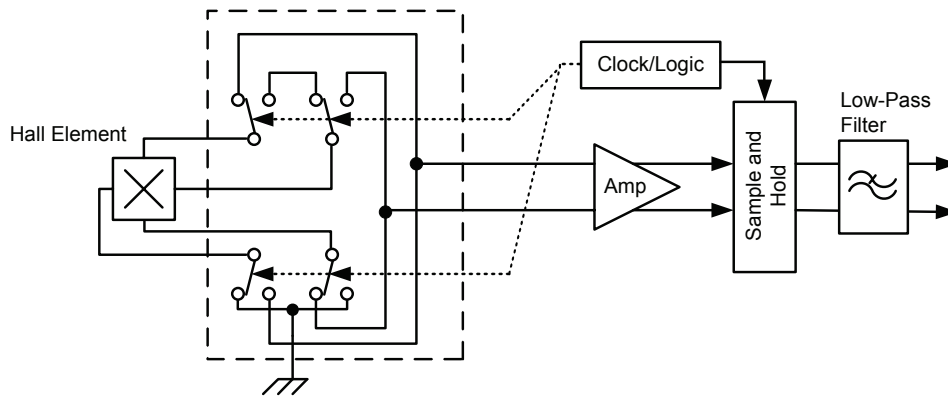 Clock/Logic
Hall Element
Low-Pass
Filter
Amp
Sample and
Hold